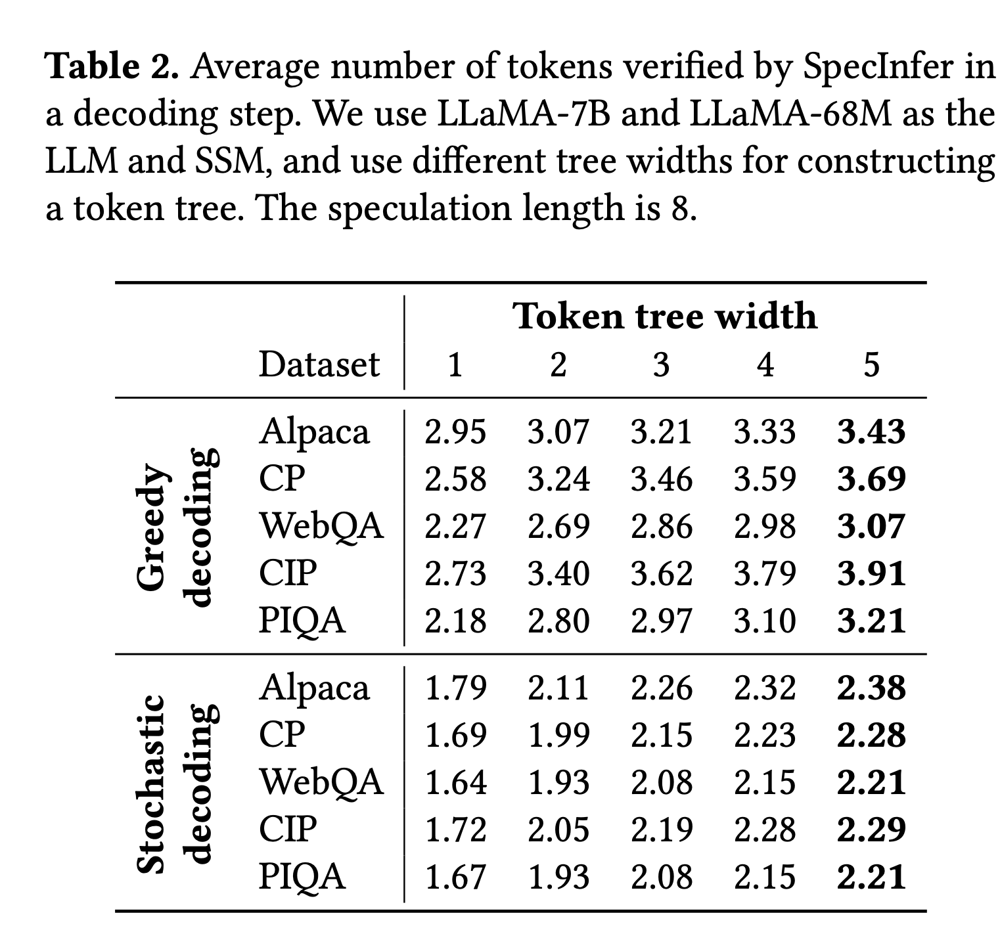 Table 2. Average number of tokens verified by SpecInfer in
a decoding step. We use LLaMA-7B and LLaMA-68M as the
LLM and SSM, and use different tree widths for constructing
a token tree. The speculation length is 8.
Token tree width
Dataset 1 2 3 4 5
Greedy
decoding
Alpaca 2.95 3.07 3.21 3.33 3.43
CP 2.58 3.24 3.46 3.59 3.69
WebQA 2.27 2.69 2.86 2.98 3.07
CIP 2.73 3.40 3.62 3.79 3.91
PIQA 2.18 2.80 2.97 3.10 3.21
Stochastic
decoding
Alpaca 1.79 2.11 2.26 2.32 2.38
CP 1.69 1.99 2.15 2.23 2.28
WebQA 1.64 1.93 2.08 2.15 2.21
CIP 1.72 2.05 2.19 2.28 2.29
PIQA 1.67 1.93 2.08 2.15 2.21